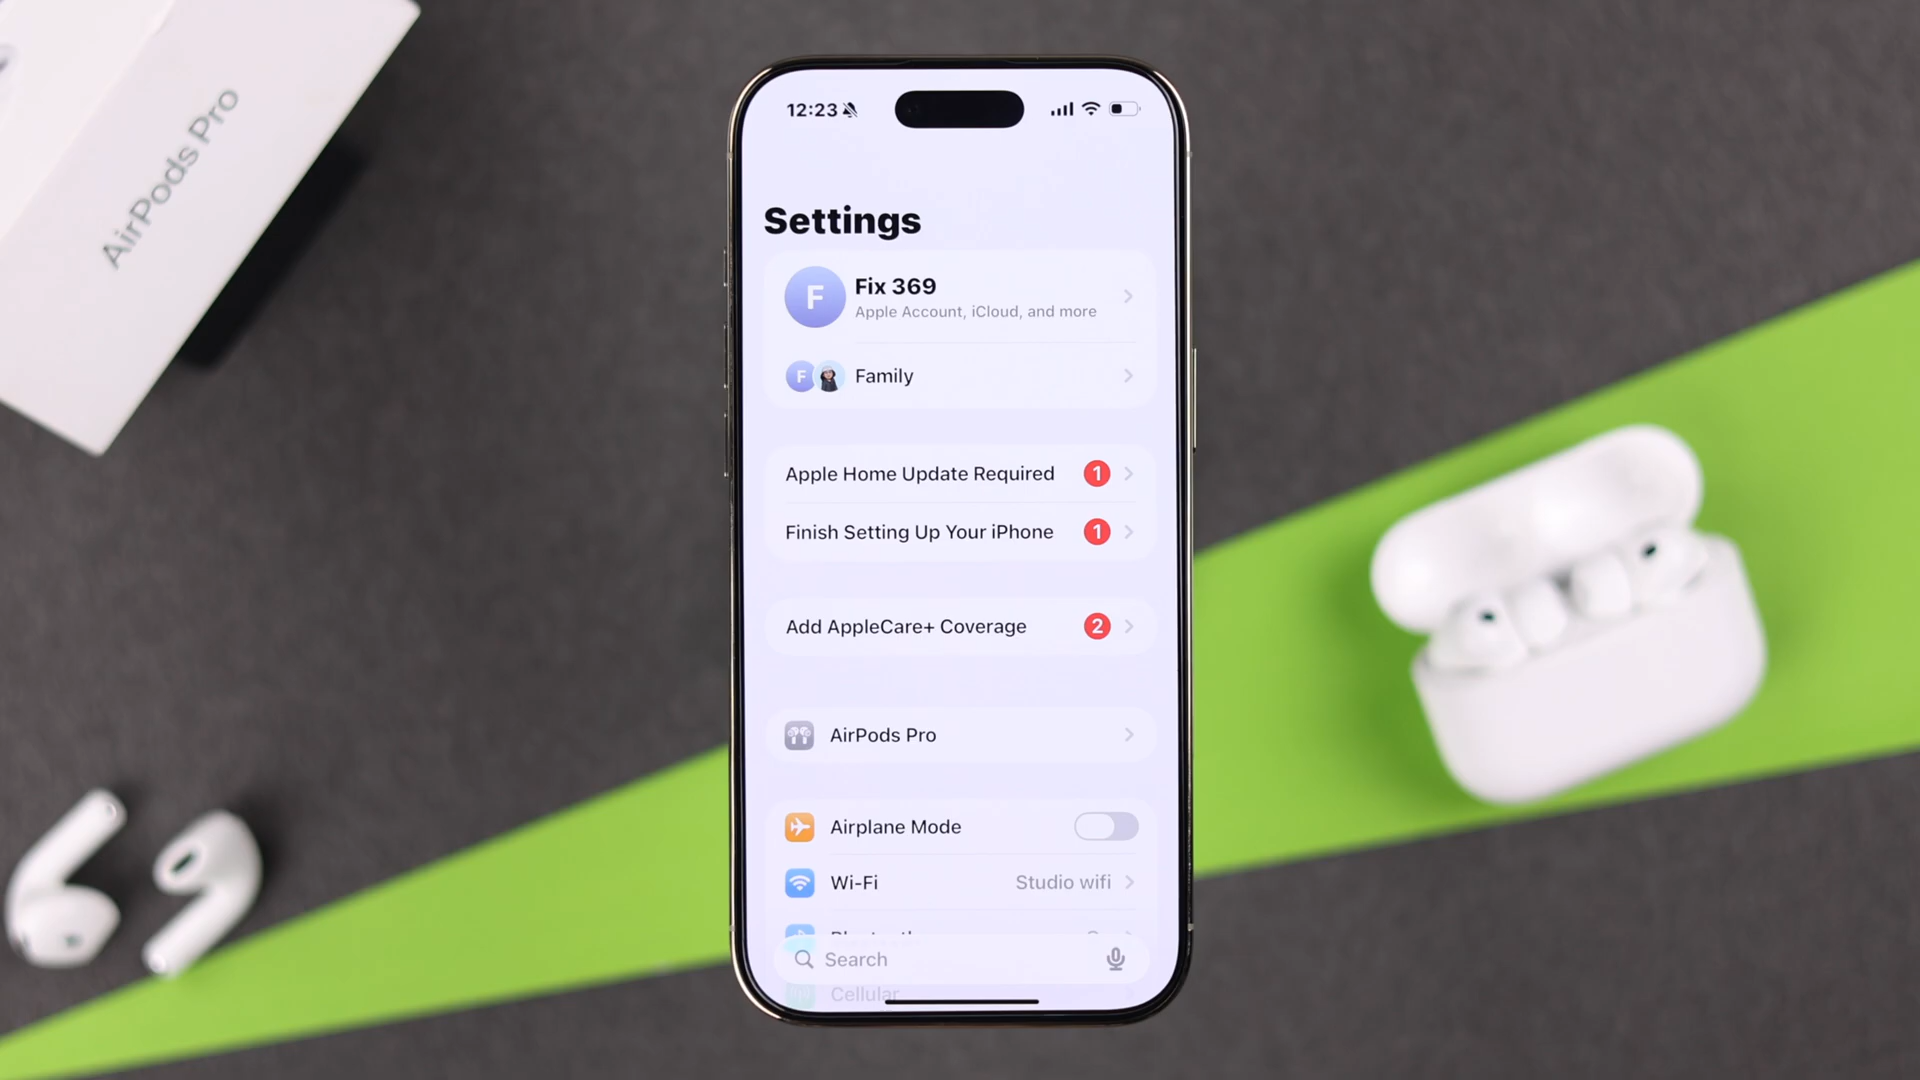 AirPods Pro
12:23
Settings
F
Fix 369
Apple Account, iCloud, and more
F
Family
Apple Home Update Required
1
Finish Setting Up Your iPhone
1
Add AppleCare+ Coverage
2
AirPods Pro
Airplane Mode
Wi-Fi
Studio wifi
Search
Cellular